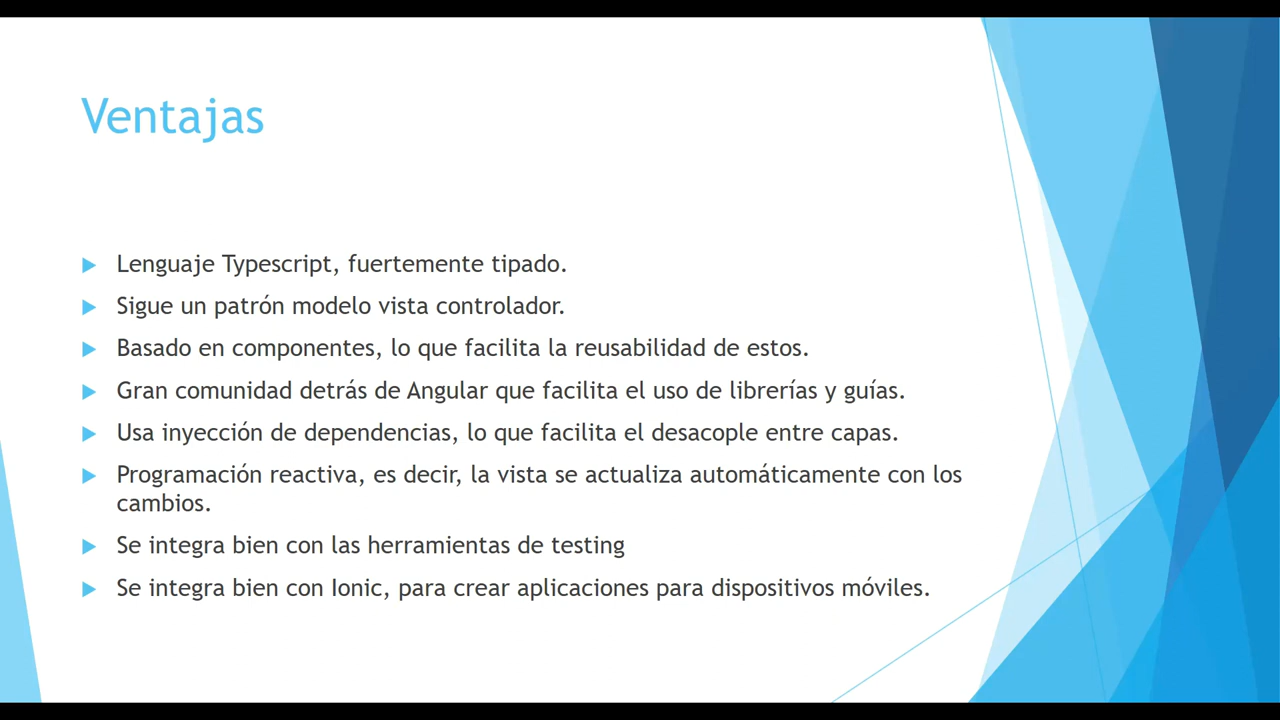 Ventajas
Lenguaje Typescript, fuertemente tipado.
Sigue un patrón modelo vista controlador.
Basado en componentes, lo que facilita la reusabilidad de estos.
Gran comunidad detrás de Angular que facilita el uso de librerías y guías.
Usa inyección de dependencias, lo que facilita el desacople entre capas.
Programación reactiva, es decir, la vista se actualiza automáticamente con los
cambios.
Se integra bien con las herramientas de testing
Se integra bien con Ionic, para crear aplicaciones para dispositivos móviles.